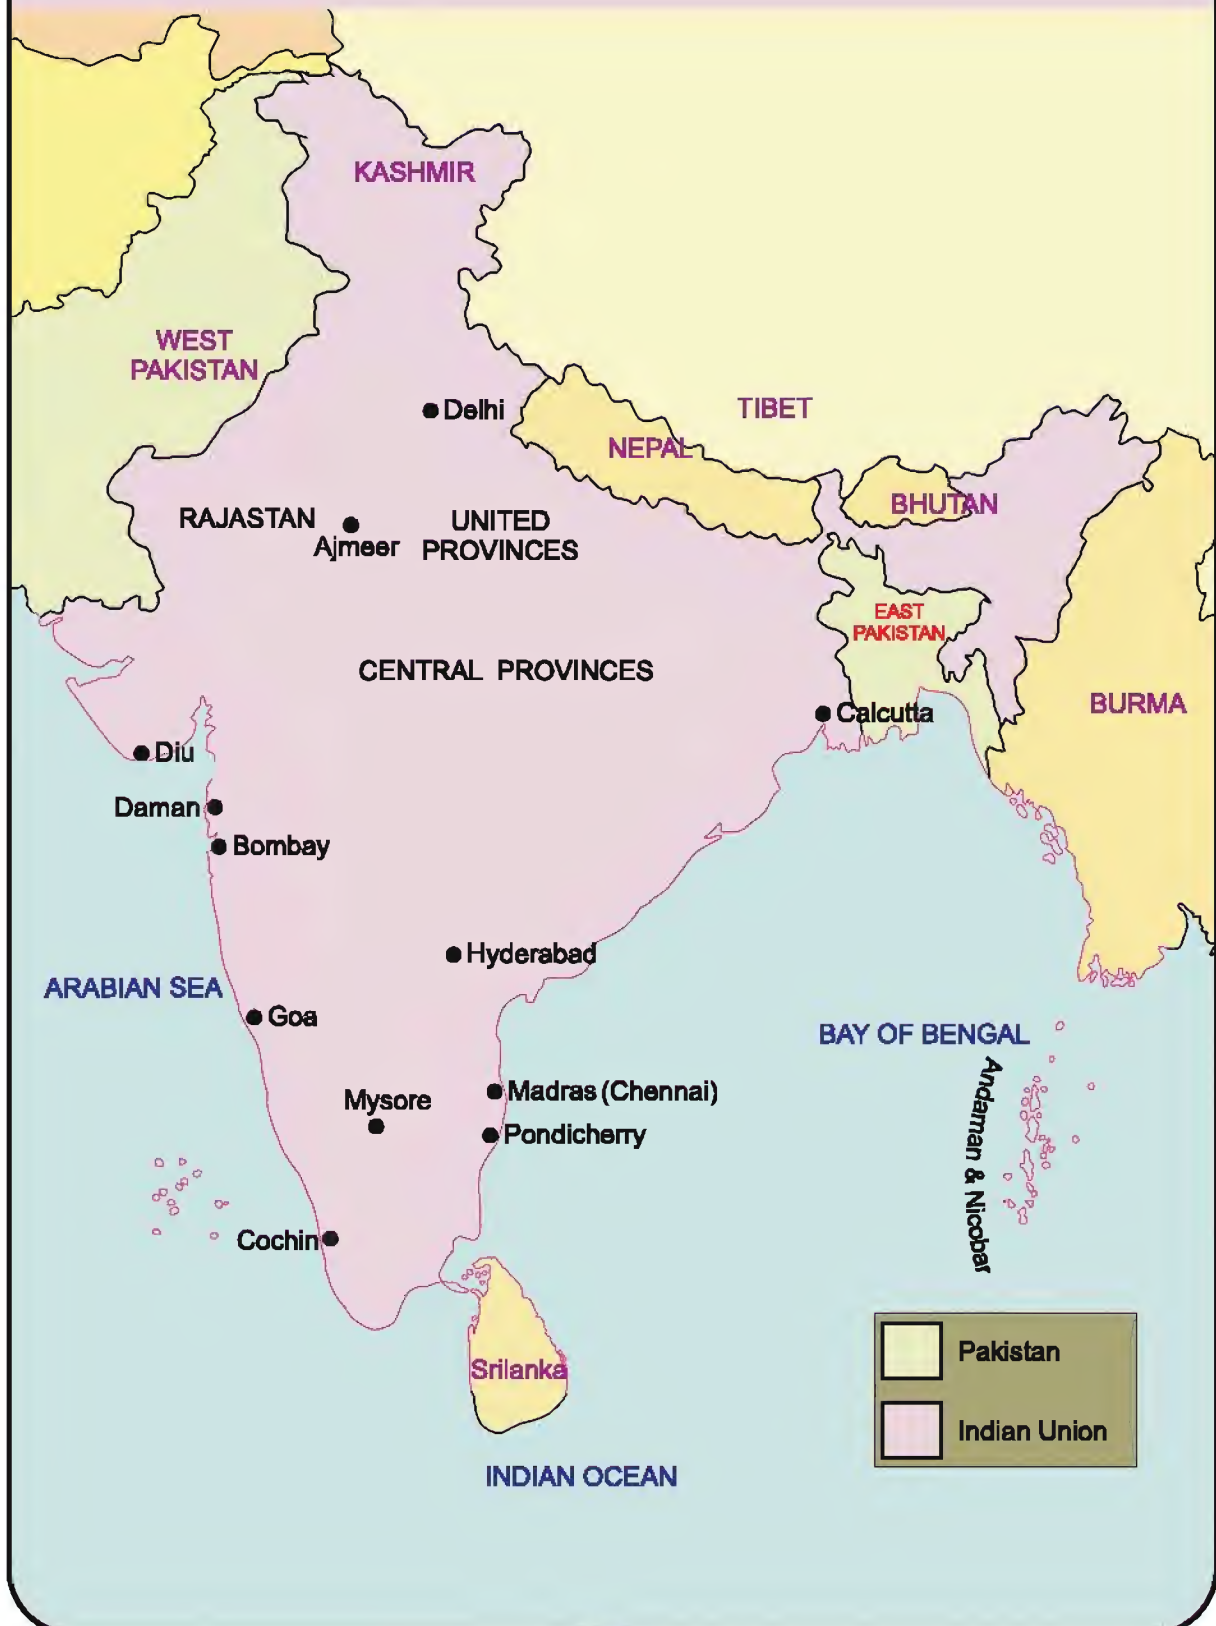 KASHMIR
WEST
PAKISTAN
Delhi
TIBET
NEPAL
BHUTAN
RAJASTAN
Ajmeer
UNITED
PROVINCES
EAST
PAKISTAN
CENTRAL PROVINCES
BURMA
Calcutta
Diu
Daman
Bombay
Hyderabad
ARABIAN SEA
Goa
BAY OF BENGAL
Andaman & Nicobar
Madras (Chennai)
Mysore
Pondicherry
Cochin
Srilanka
Pakistan
Indian Union
INDIAN OCEAN